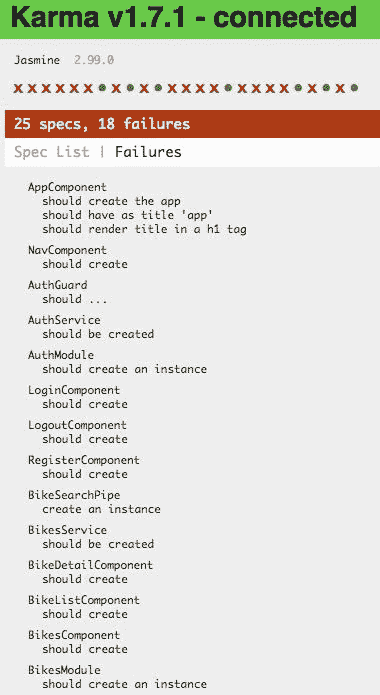 Karma v1.7.1 - connected
Jasmine 2.99.0
25 specs, 18 failures
Spec List | Failures
AppComponent
should create the app
should have as title 'app'
should render title in a h1 tag
NavComponent
should create
AuthGuard
should ...
AuthService
should be created
AuthModule
should create an instance
LoginComponent
should create
LogoutComponent
should create
RegisterComponent
should create
BikeSearchPipe
create an instance
BikesService
should be created
BikeDetailComponent
should create
BikeListComponent
should create
BikesComponent
should create
BikesModule
should create an instance